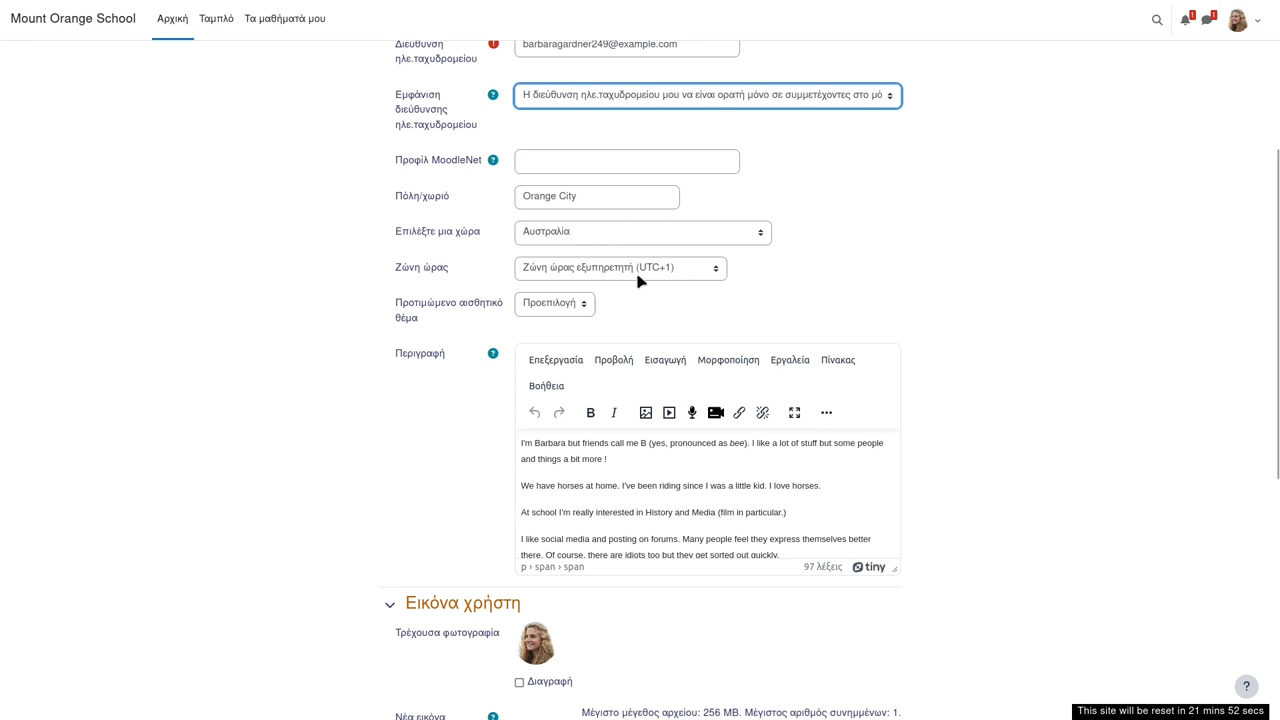 Mount Orange School
Αρχική
Ταμπλό
Τα μαθήματά μου
1
1
Διεύθυνση
ηλε.ταχυδρομείου
barbaragardner249@example.com
Εμφάνιση
διεύθυνσης
ηλε.ταχυδρομείου
Η διεύθυνση ηλε.ταχυδρομείου μου να είναι ορατή μόνο σε συμμετέχοντες στο μά
Προφίλ MoodleNet
Πόλη/χωριό
Orange City
Επιλέξτε μια χώρα
Αυστραλία
Ζώνη ώρας
Ζώνη ώρας εξυπηρετητή (UTC+1)
Προτιμώμενο αισθητικό
θέμα
Προεπιλογή
Περιγραφή
Επεξεργασία Προβολή Εισαγωγή Μορφοποίηση Εργαλεία Πίνακας
Βοήθεια
B I
I'm Barbara but friends call me B (yes, pronounced as bee). I like a lot of stuff but some people
and things a bit more !
We have horses at home. I've been riding since I was a little kid. I love horses.
At school I'm really interested in History and Media (film in particular.)
I like social media and posting on forums. Many people feel they express themselves better
there. Of course, there are idiots too but they get sorted out quickly.
p › span › span
97 λέξεις
tiny
Εικόνα χρήστη
Τρέχουσα φωτογραφία
Διαγραφή
Νέα εικόνα
Μέγιστο μέγεθος αρχείου: 256 MB. Μέγιστος αριθμός συνημμένων: 1.
?
This site will be reset in 21 mins 52 secs